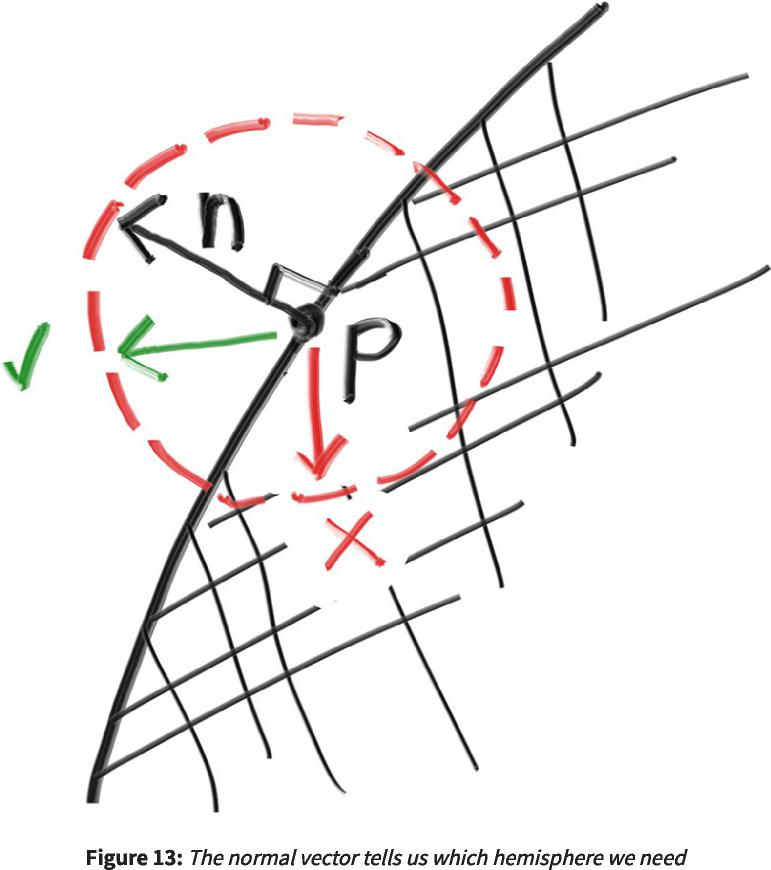 n
P
Figure 13: The normal vector tells us which hemisphere we need